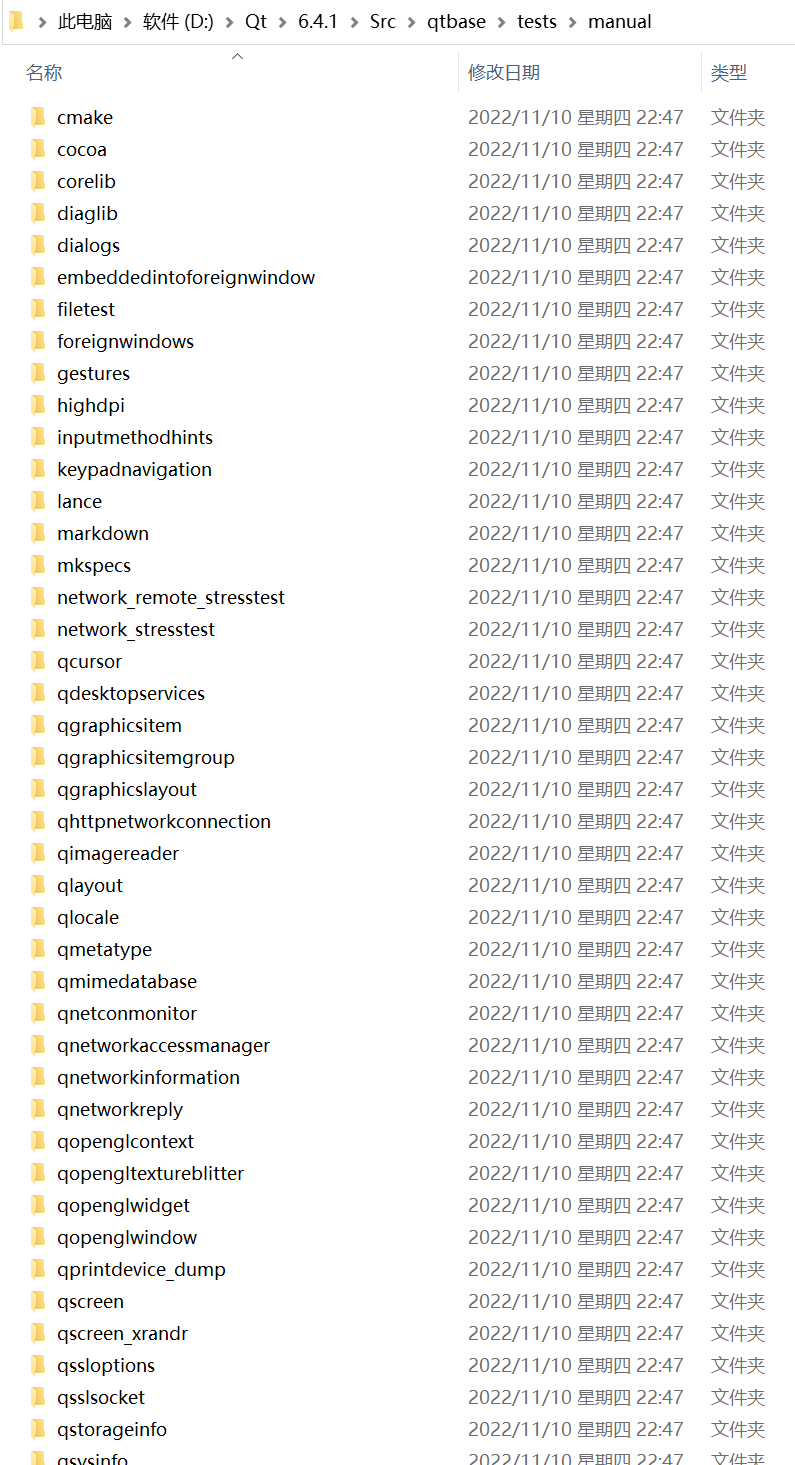 此电脑 > 软件 (D:) > Qt > 6.4.1 > Src > qtbase > tests > manual
名称 修改日期 类型
cmake 2022/11/10 星期四 22:47 文件夹
cocoa 2022/11/10 星期四 22:47 文件夹
corelib 2022/11/10 星期四 22:47 文件夹
diaglib 2022/11/10 星期四 22:47 文件夹
dialogs 2022/11/10 星期四 22:47 文件夹
embeddedintoforeignwindow 2022/11/10 星期四 22:47 文件夹
filetest 2022/11/10 星期四 22:47 文件夹
foreignwindows 2022/11/10 星期四 22:47 文件夹
gestures 2022/11/10 星期四 22:47 文件夹
highdpi 2022/11/10 星期四 22:47 文件夹
inputmethodhints 2022/11/10 星期四 22:47 文件夹
keypadnavigation 2022/11/10 星期四 22:47 文件夹
lance 2022/11/10 星期四 22:47 文件夹
markdown 2022/11/10 星期四 22:47 文件夹
mkspecs 2022/11/10 星期四 22:47 文件夹
network_remote_stresstest 2022/11/10 星期四 22:47 文件夹
network_stresstest 2022/11/10 星期四 22:47 文件夹
qcursor 2022/11/10 星期四 22:47 文件夹
qdesktopservices 2022/11/10 星期四 22:47 文件夹
qgraphicsitem 2022/11/10 星期四 22:47 文件夹
qgraphicsitemgroup 2022/11/10 星期四 22:47 文件夹
qgraphicslayout 2022/11/10 星期四 22:47 文件夹
qhttpnetworkconnection 2022/11/10 星期四 22:47 文件夹
qimagereader 2022/11/10 星期四 22:47 文件夹
qlayout 2022/11/10 星期四 22:47 文件夹
qlocale 2022/11/10 星期四 22:47 文件夹
qmetatype 2022/11/10 星期四 22:47 文件夹
qmimedatabase 2022/11/10 星期四 22:47 文件夹
qnetconmonitor 2022/11/10 星期四 22:47 文件夹
qnetworkaccessmanager 2022/11/10 星期四 22:47 文件夹
qnetworkinformation 2022/11/10 星期四 22:47 文件夹
qnetworkreply 2022/11/10 星期四 22:47 文件夹
qopenglcontext 2022/11/10 星期四 22:47 文件夹
qopengltextureblitter 2022/11/10 星期四 22:47 文件夹
qopenglwidget 2022/11/10 星期四 22:47 文件夹
qopenglwindow 2022/11/10 星期四 22:47 文件夹
qprintdevice_dump 2022/11/10 星期四 22:47 文件夹
qscreen 2022/11/10 星期四 22:47 文件夹
qscreen_xrandr 2022/11/10 星期四 22:47 文件夹
qssloptions 2022/11/10 星期四 22:47 文件夹
qsslsocket 2022/11/10 星期四 22:47 文件夹
qstorageinfo 2022/11/10 星期四 22:47 文件夹
qsysinfo 2022/11/10 星期四 22:47 文件夹